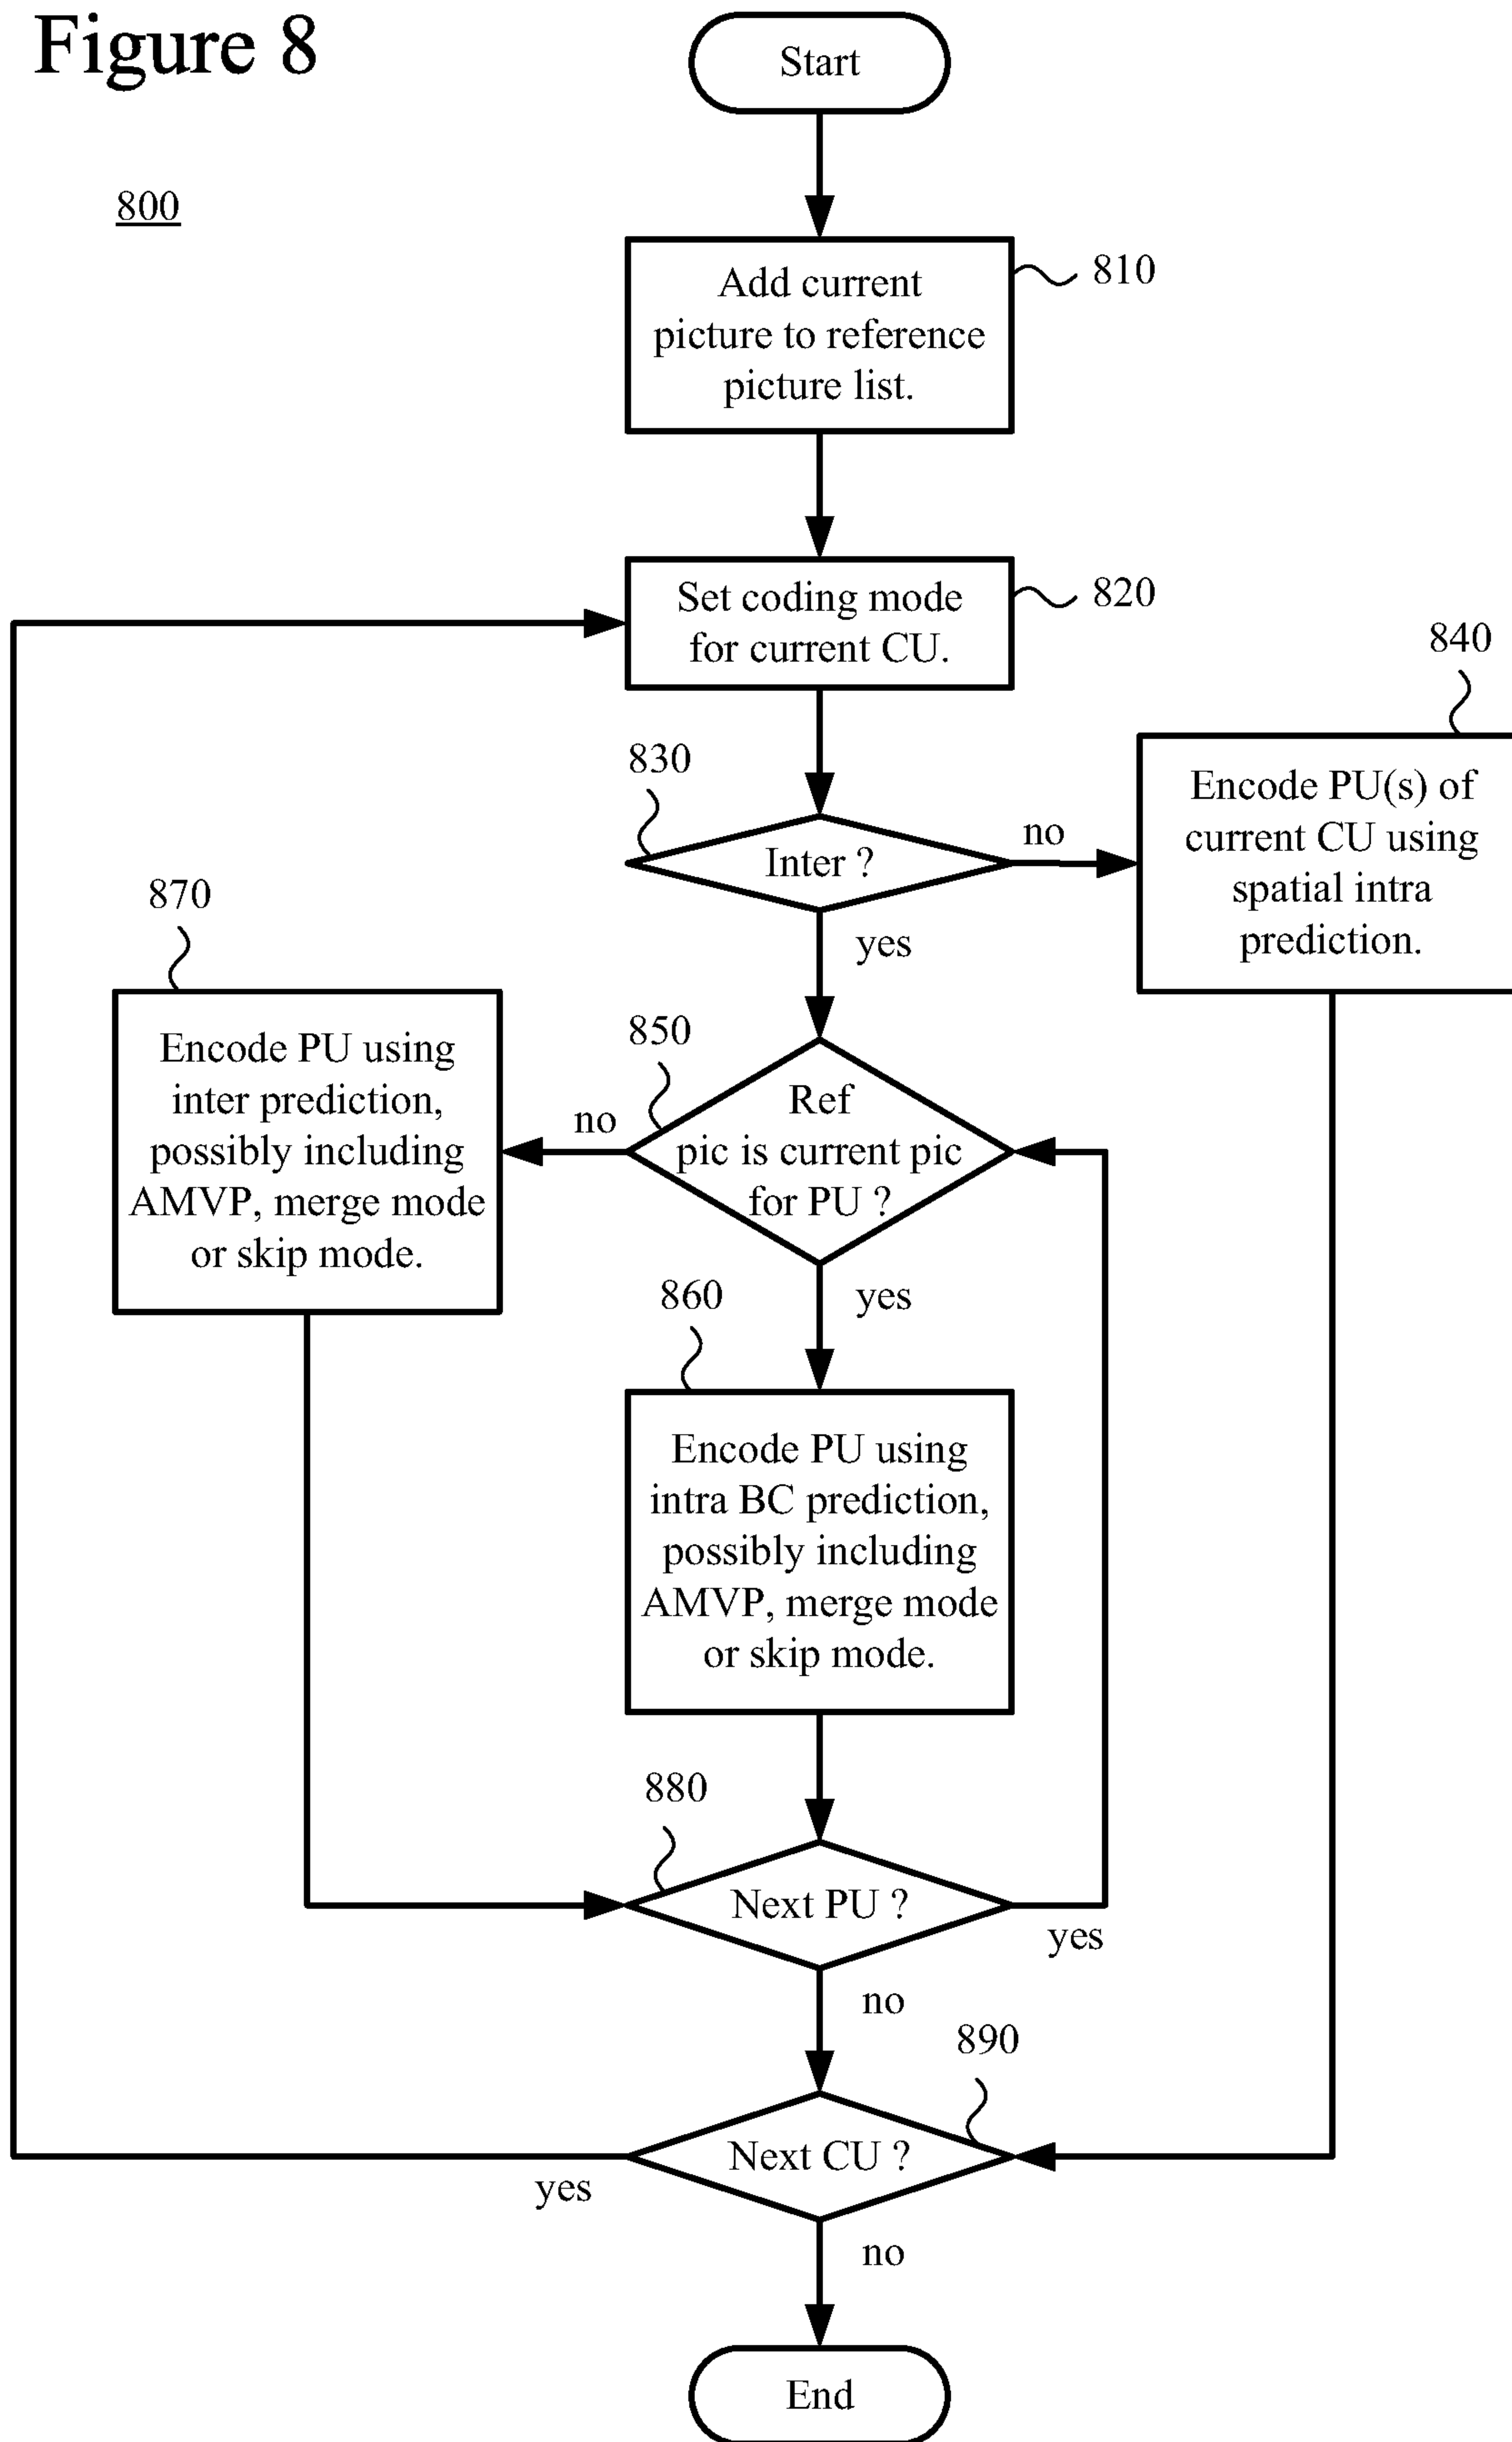 Figure 8
800
Start
Add current
picture to reference
picture list.
810
Set coding mode
for current CU.
820
830
Inter ?
no
yes
840
Encode PU(s) of
current CU using
spatial intra
prediction.
850
Ref
pic is current pic
for PU ?
no
yes
870
Encode PU using
inter prediction,
possibly including
AMVP, merge mode
or skip mode.
860
Encode PU using
intra BC prediction,
possibly including
AMVP, merge mode
or skip mode.
880
Next PU ?
yes
no
890
Next CU ?
yes
no
End